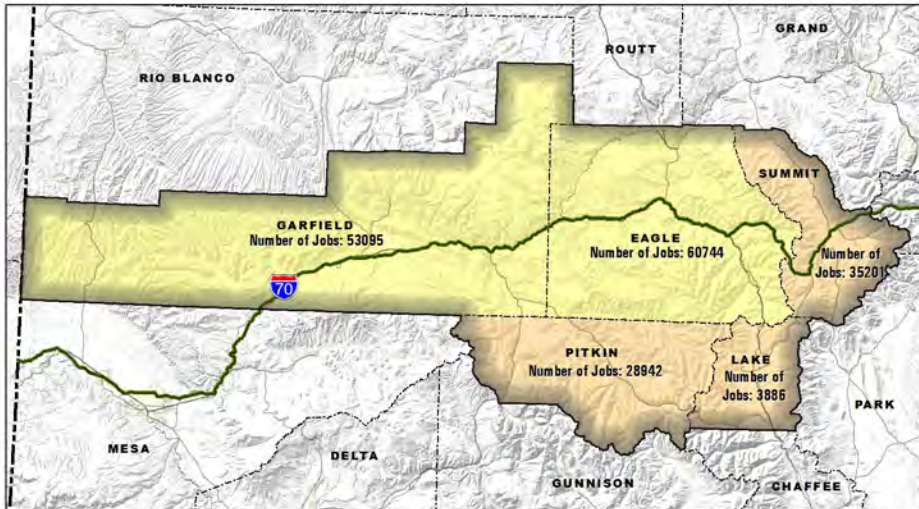 GRAND
ROUTT
RIO BLANCO
SUMMIT
GARFIELD
Number of Jobs: 53095
EAGLE
Number of Jobs: 60744
Number of
Jobs: 35201
70
PITKIN
Number of Jobs: 28942
LAKE
Number of
Jobs: 3886
PARK
MESA
DELTA
GUNNISON
CHAFFEE